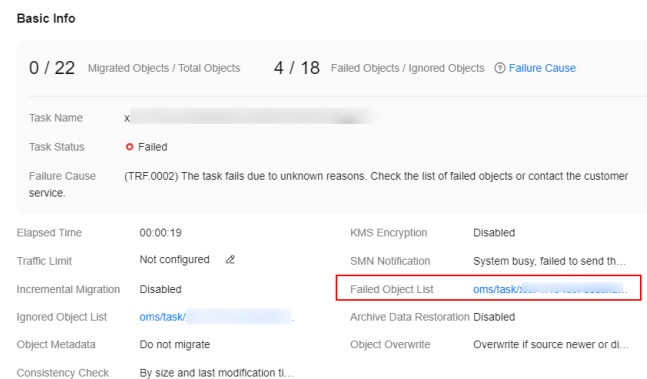 Basic Info
0 / 22 Migrated Objects / Total Objects 4 / 18 Failed Objects / Ignored Objects ? Failure Cause
Task Name x
Task Status Failed
Failure Cause (TRF.0002) The task fails due to unknown reasons. Check the list of failed objects or contact the customer
service.
Elapsed Time 00:00:19 KMS Encryption Disabled
Traffic Limit Not configured SMN Notification System busy, failed to send th...
Incremental Migration Disabled Failed Object List oms/task/
Ignored Object List oms/task/ Archive Data Restoration Disabled
Object Metadata Do not migrate Object Overwrite Overwrite if source newer or di...
Consistency Check By size and last modification ti...